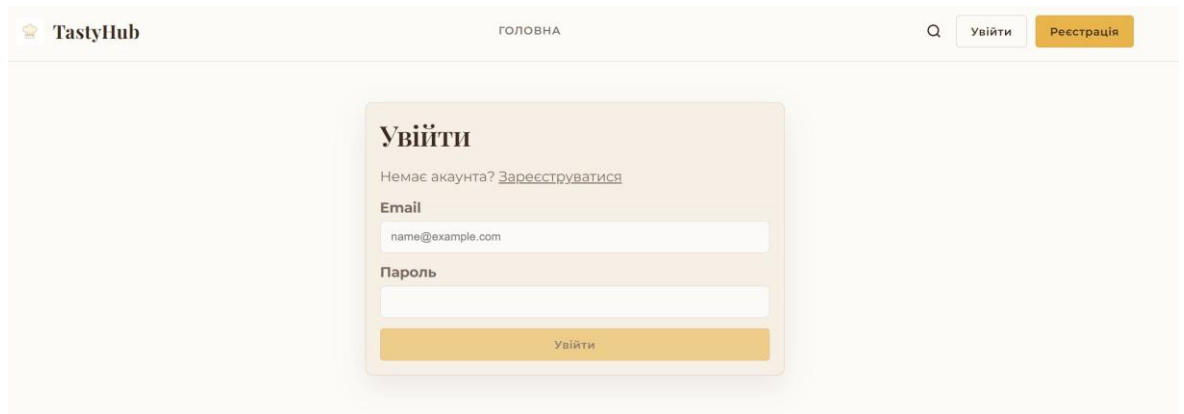 TastyHub
ГОЛОВНА
Увійти
Реєстрація
Увійти
Немає акаунта? Зареєструватися
Email
name@example.com
Пароль
Увійти